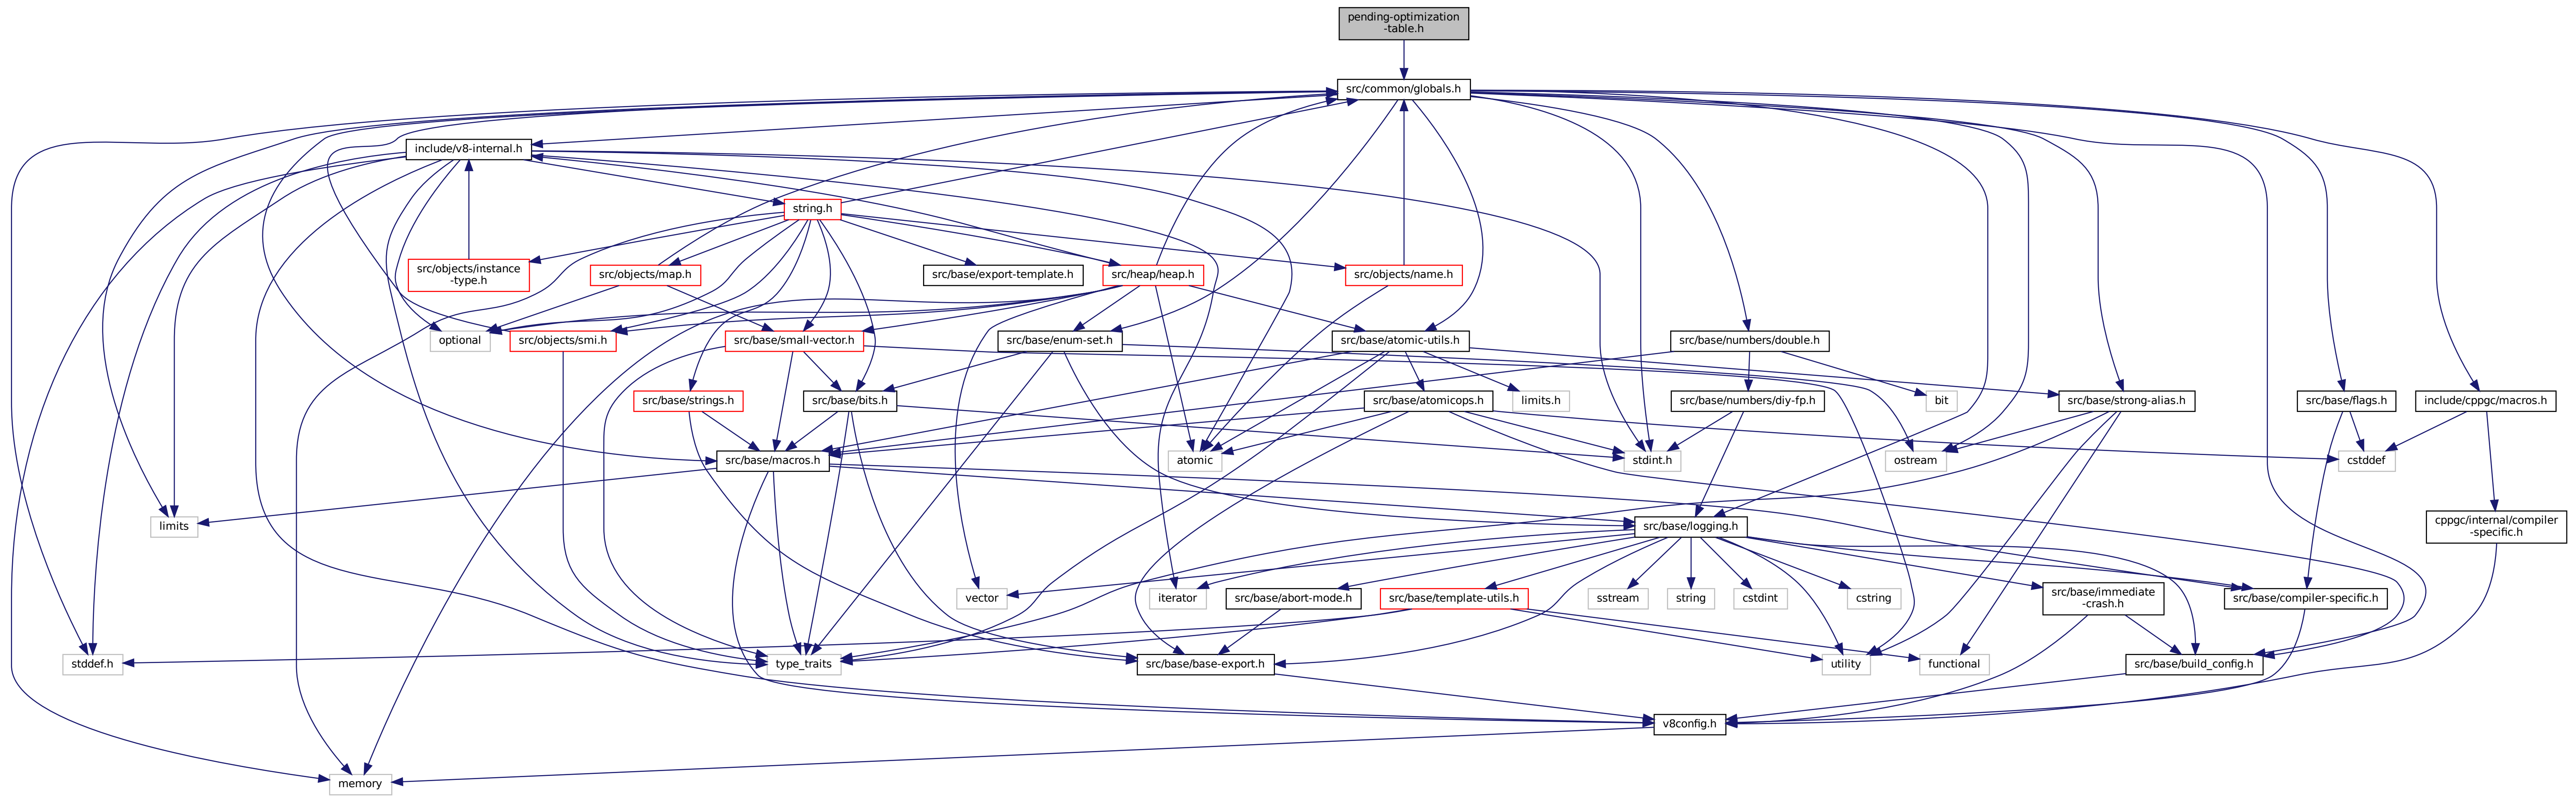 pending-optimization
-table.h
src/common/globals.h
include/v8-internal.h
string.h
src/objects/instance
-type.h
src/objects/map.h
src/base/export-template.h
src/heap/heap.h
src/objects/name.h
optional
src/objects/smi.h
src/base/small-vector.h
src/base/enum-set.h
src/base/atomic-utils.h
src/base/numbers/double.h
src/base/strings.h
src/base/bits.h
src/base/atomicops.h
limits.h
src/base/numbers/diy-fp.h
bit
src/base/strong-alias.h
src/base/flags.h
include/cppgc/macros.h
src/base/macros.h
atomic
stdint.h
ostream
cstddef
limits
src/base/logging.h
cppgc/internal/compiler
-specific.h
vector
iterator
src/base/abort-mode.h
src/base/template-utils.h
sstream
string
cstdint
cstring
src/base/immediate
-crash.h
src/base/compiler-specific.h
stddef.h
type_traits
src/base/base-export.h
utility
functional
src/base/build_config.h
v8config.h
memory